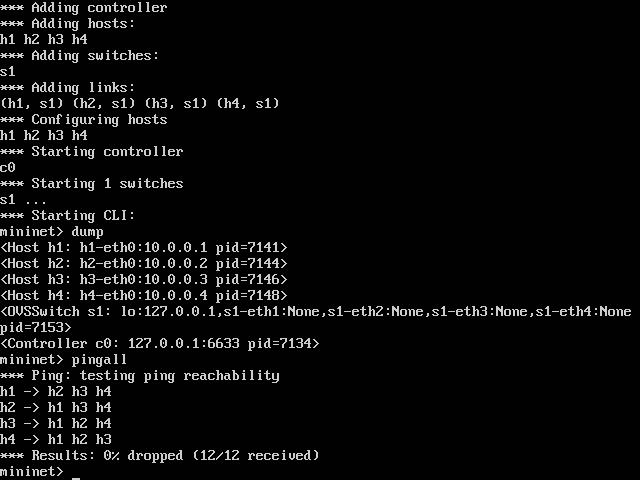 *** Adding controller
*** Adding hosts:
h1 h2 h3 h4
*** Adding switches:
s1
*** Adding links:
(h1, s1) (h2, s1) (h3, s1) (h4, s1)
*** Configuring hosts
h1 h2 h3 h4
*** Starting controller
c0
*** Starting 1 switches
s1 ...
*** Starting CLI:
mininet> dump
<Host h1: h1-eth0:10.0.0.1 pid=7141>
<Host h2: h2-eth0:10.0.0.2 pid=7144>
<Host h3: h3-eth0:10.0.0.3 pid=7146>
<Host h4: h4-eth0:10.0.0.4 pid=7148>
<OVSSwitch s1: lo:127.0.0.1,s1-eth1:None,s1-eth2:None,s1-eth3:None,s1-eth4:None
pid=7153>
<Controller c0: 127.0.0.1:6633 pid=7134>
mininet> pingall
*** Ping: testing ping reachability
h1 -> h2 h3 h4
h2 -> h1 h3 h4
h3 -> h1 h2 h4
h4 -> h1 h2 h3
*** Results: 0% dropped (12/12 received)
mininet> _